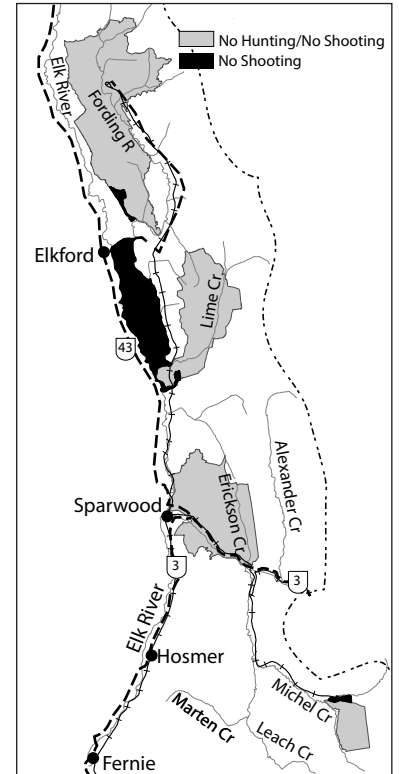 No Hunting/No Shooting
No Shooting
Elk River
Fording R
Elkford
Lime Cr
43
Alexander Cr
Erickson Cr
Sparwood
3
3
Elk River
Hosmer
Michel Cr
Marten Cr
Leach Cr
Fernie